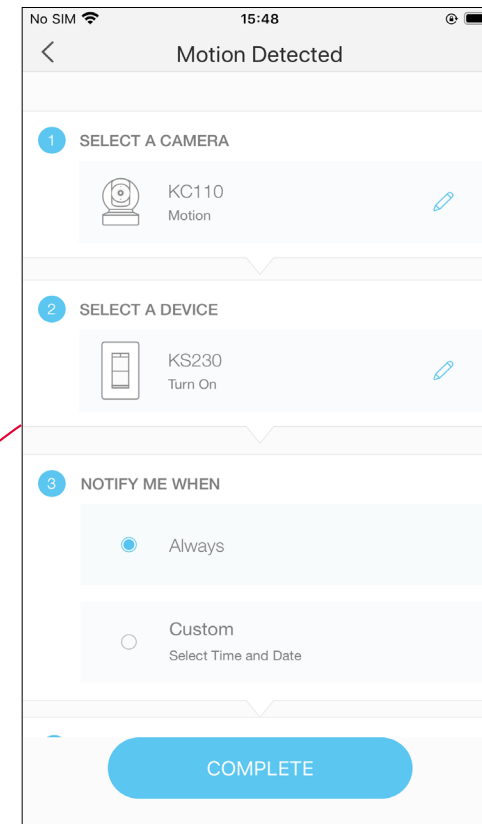 No SIM 15:48
Motion Detected
1 SELECT A CAMERA
KC110
Motion
2 SELECT A DEVICE
KS230
Turn On
3 NOTIFY ME WHEN
Always
Custom
Select Time and Date
COMPLETE